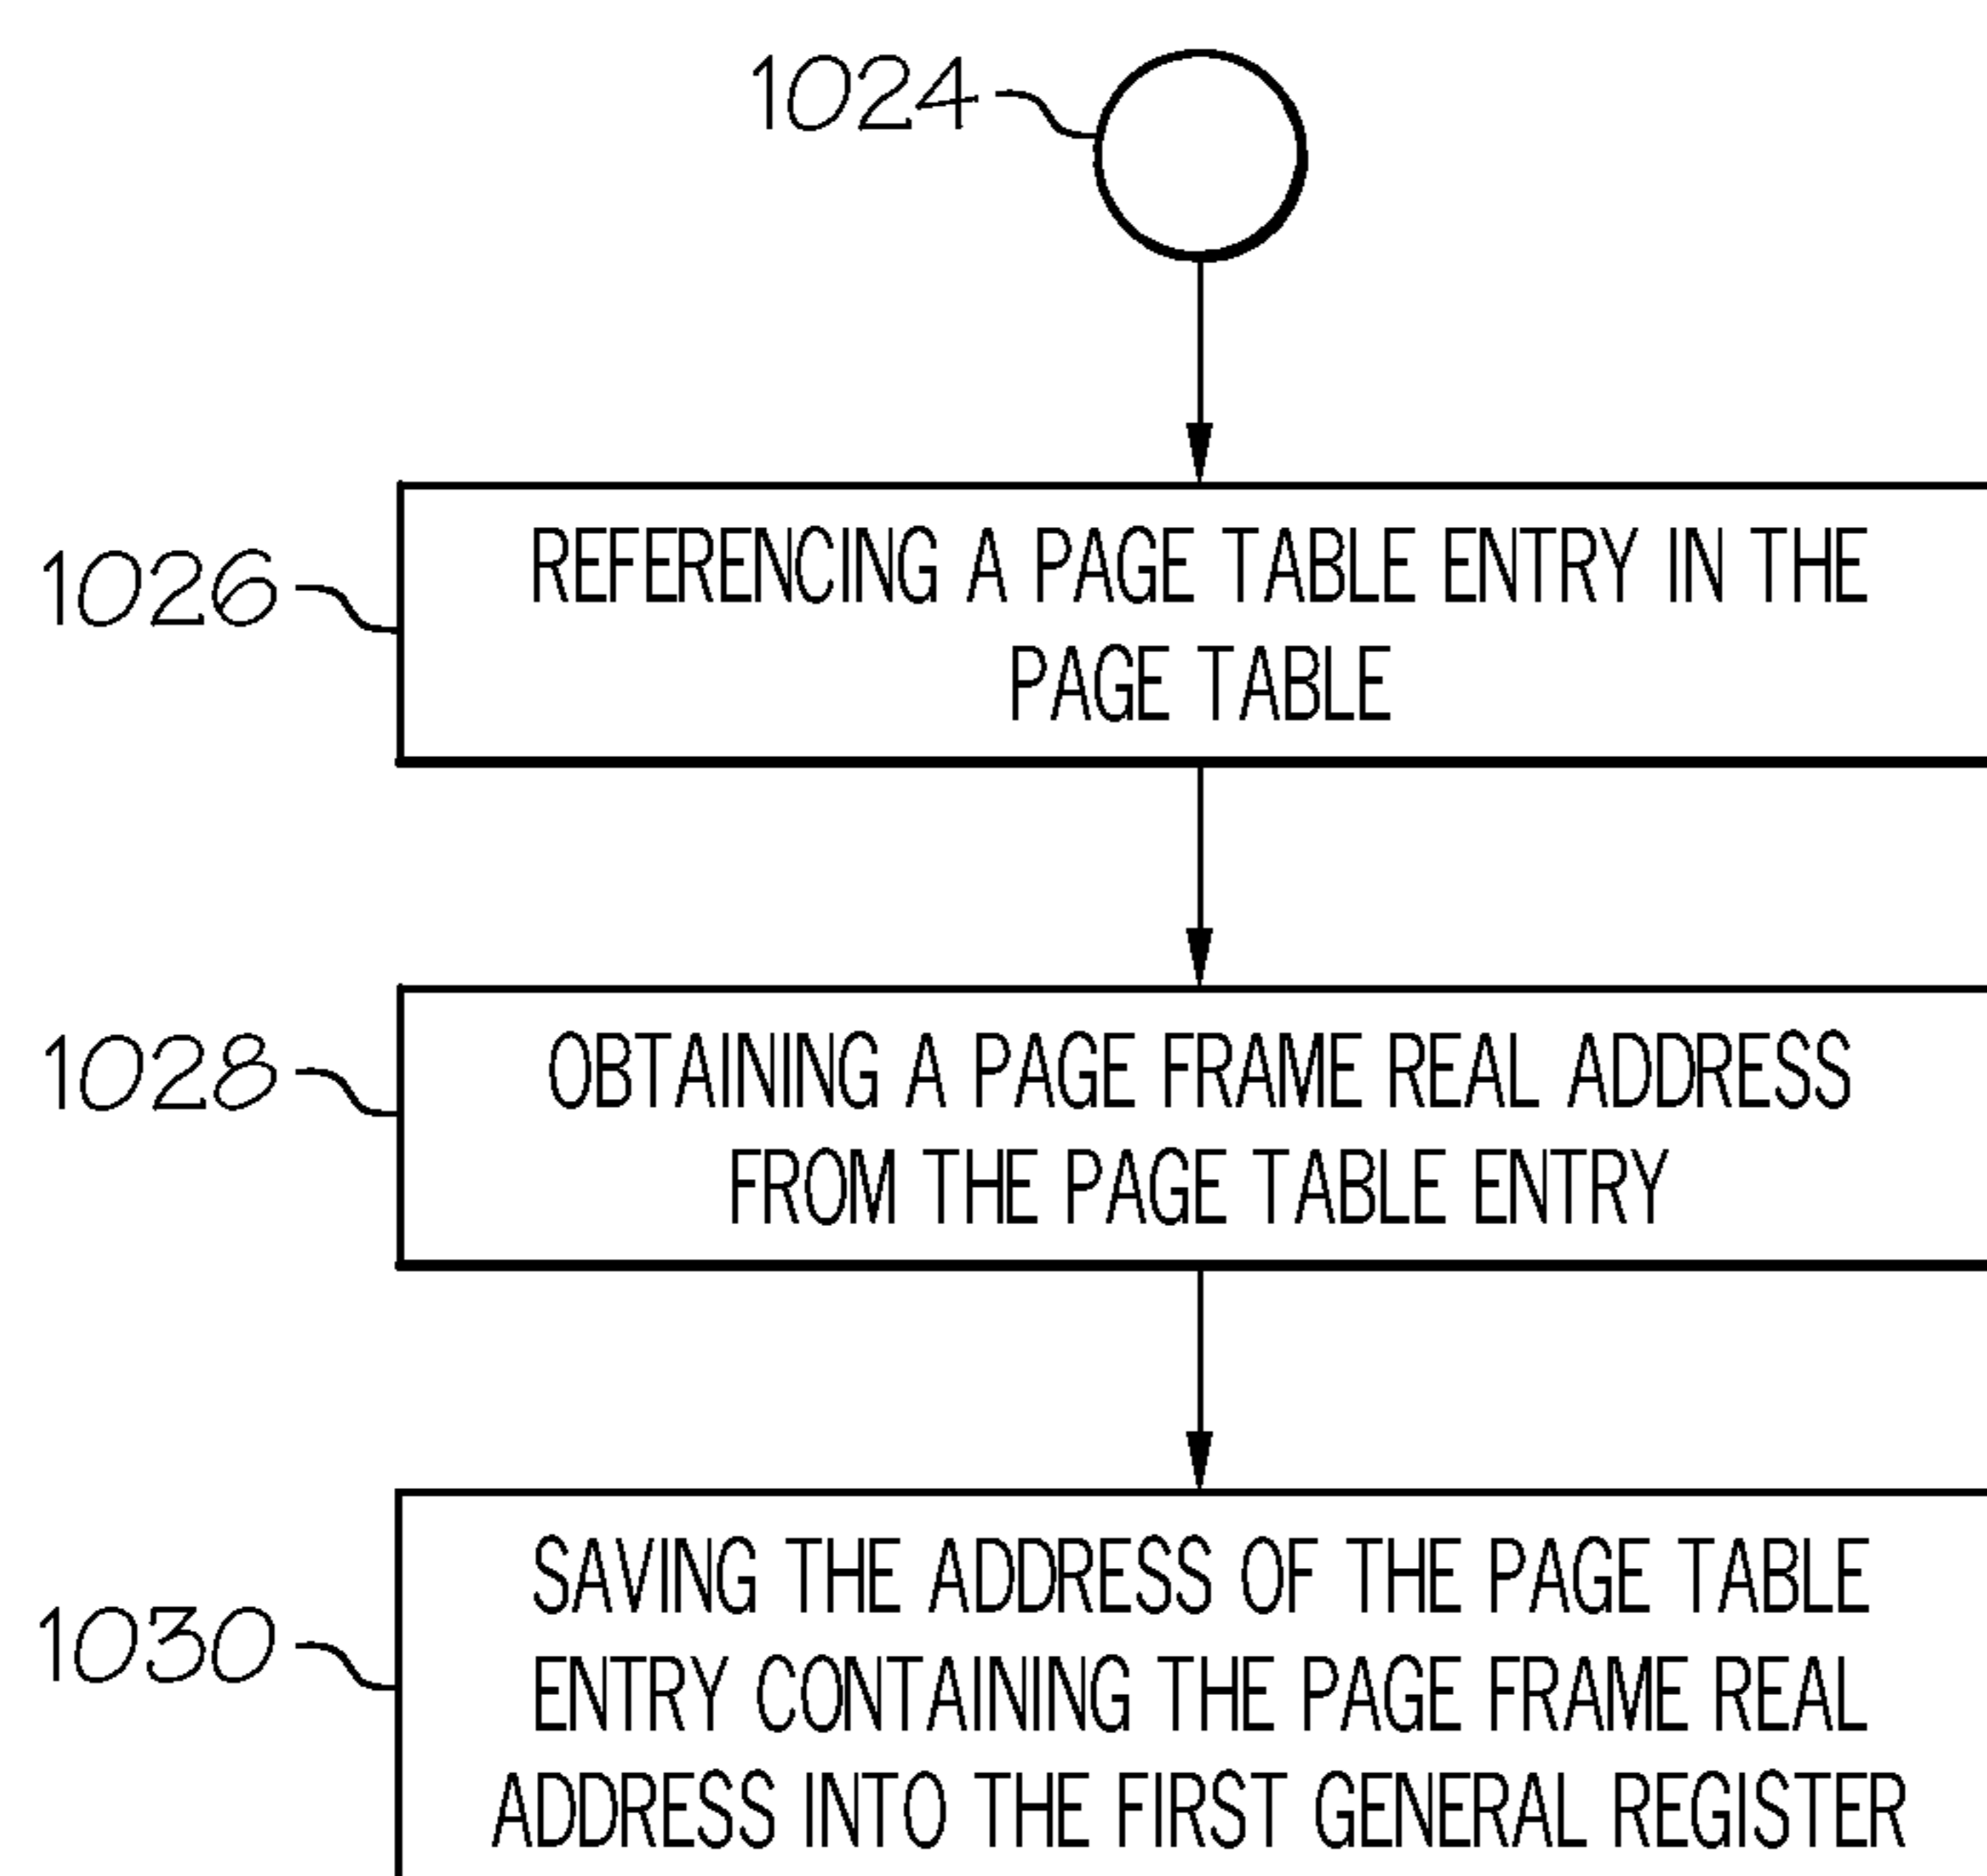 1024
1026
REFERENCING A PAGE TABLE ENTRY IN THE
PAGE TABLE
1028
OBTAINING A PAGE FRAME REAL ADDRESS
FROM THE PAGE TABLE ENTRY
1030
SAVING THE ADDRESS OF THE PAGE TABLE
ENTRY CONTAINING THE PAGE FRAME REAL
ADDRESS INTO THE FIRST GENERAL REGISTER